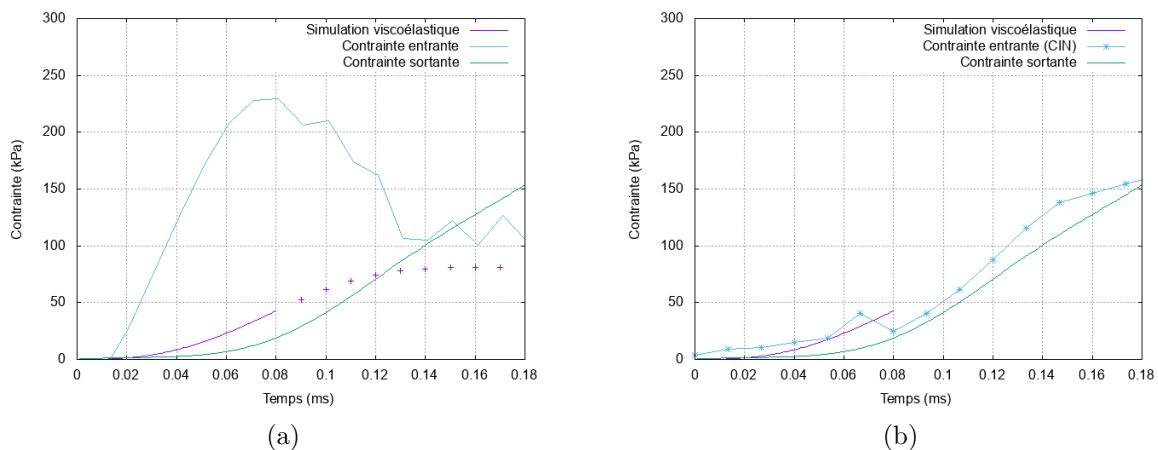 300
250
200
150
100
50
0
Contrainte (kPa)
Simulation viscoélastique
Contrainte entrante
Contrainte sortante
0 0.02 0.04 0.06 0.08 0.1 0.12 0.14 0.16 0.18
Temps (ms)
(a)
300
250
200
150
100
50
0
Contrainte (kPa)
Simulation viscoélastique
Contrainte entrante (CIN)
Contrainte sortante
0 0.02 0.04 0.06 0.08 0.1 0.12 0.14 0.16 0.18
Temps (ms)
(b)